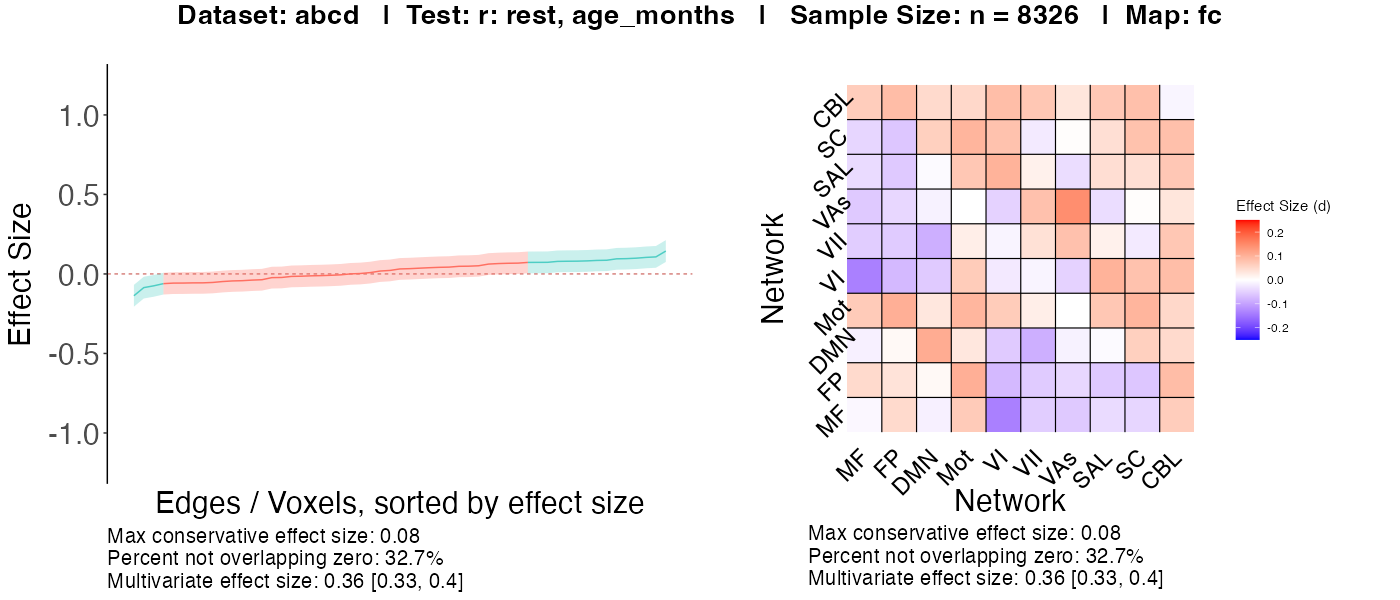 Dataset: abcd | Test: r: rest, age_months | Sample Size: n = 8326 | Map: fc
Effect Size
1.0
0.5
0.0
-0.5
-1.0
Edges / Voxels, sorted by effect size
Max conservative effect size: 0.08
Percent not overlapping zero: 32.7%
Multivariate effect size: 0.36 [0.33, 0.4]
Network
CBL
SC
SAL
VAs
VII
VI
Mot
DMN
FP
MF
MF FP DMN Mot VI VII VAs SAL SC CBL
Network
Max conservative effect size: 0.08
Percent not overlapping zero: 32.7%
Multivariate effect size: 0.36 [0.33, 0.4]
Effect Size (d)
0.2
0.1
0.0
-0.1
-0.2